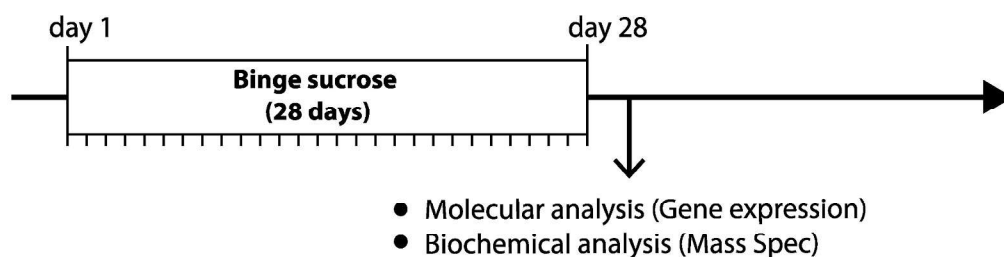 day 1
day 28
Binge sucrose
(28 days)
● Molecular analysis (Gene expression)
● Biochemical analysis (Mass Spec)